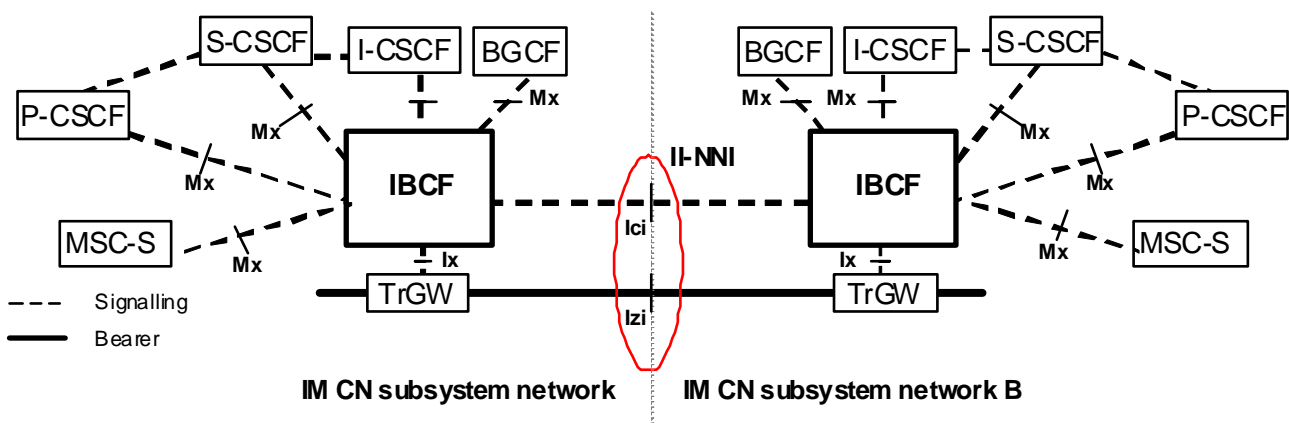 S-CSCF
I-CSCF
BGCF
BGCF
I-CSCF
S-CSCF
P-CSCF
P-CSCF
Mx
Mx
Mx
Mx
Mx
II-NNI
Mx
IBCF
IBCF
Mx
MSC-S
Ici
MSC-S
Mx
Mx
Ix
Ix
TrGW
TrGW
Signalling
Izi
Bearer
IM CN subsystem network
IM CN subsystem network B